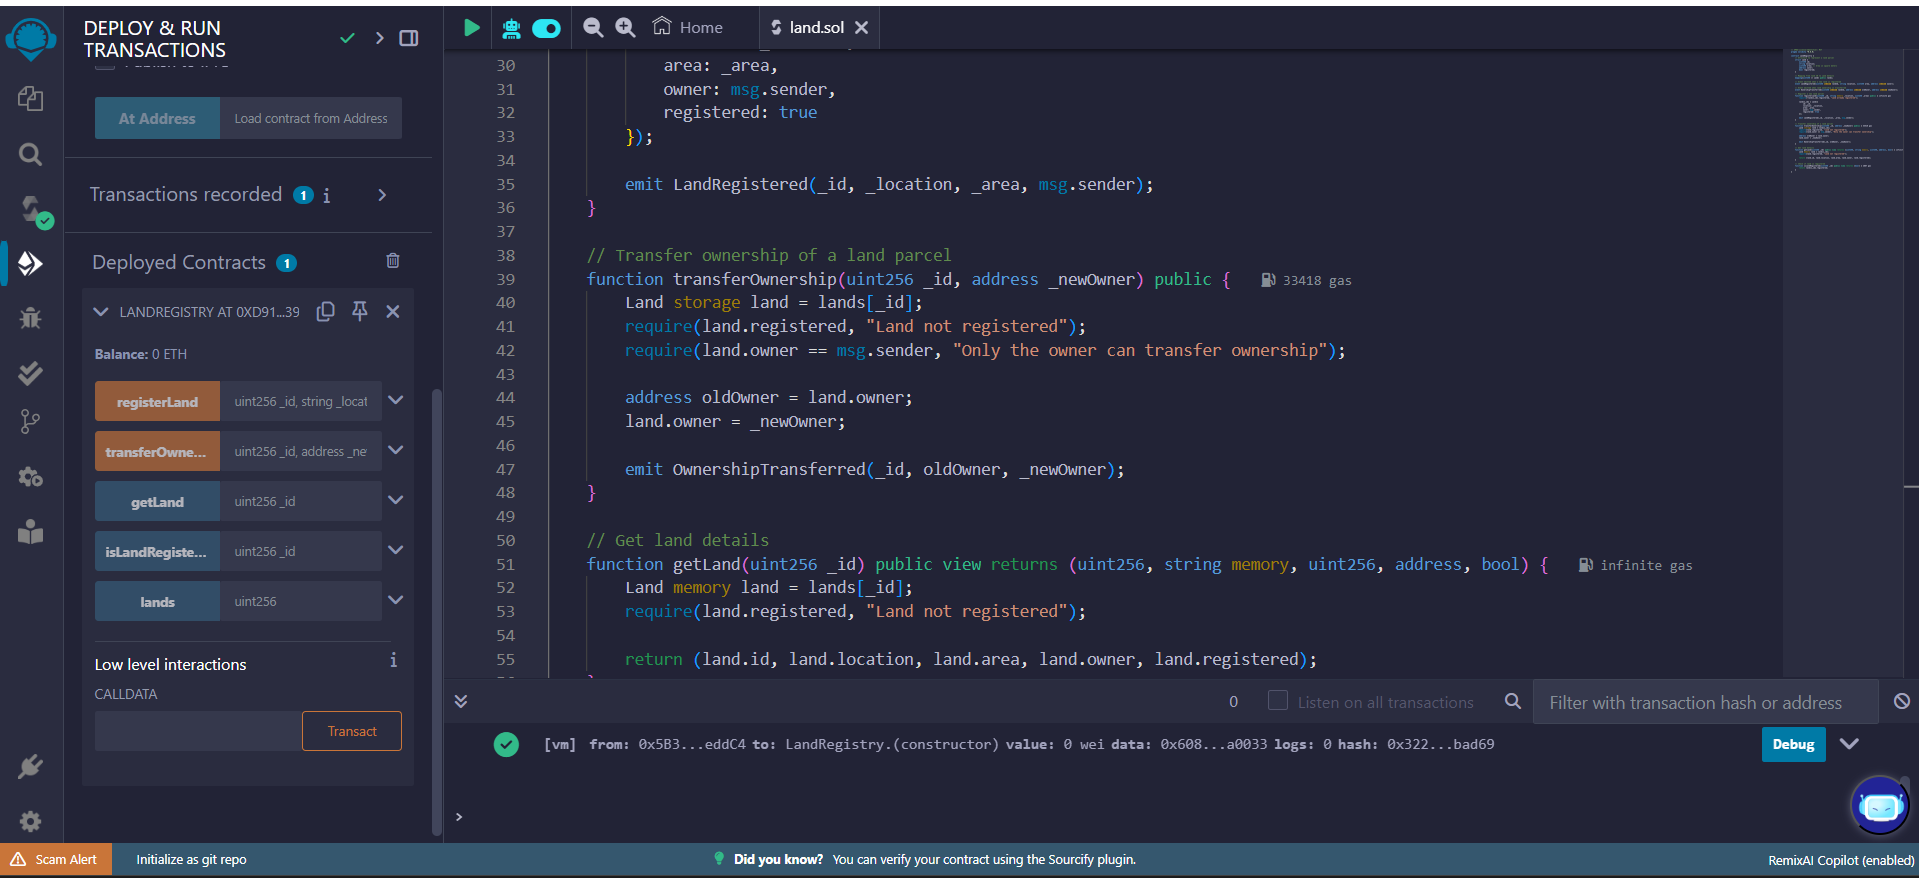 DEPLOY & RUN
TRANSACTIONS
At Address
Load contract from Address
Transactions recorded 1 i
Deployed Contracts 1
LANDREGISTRY AT 0XD91...39
Balance: 0 ETH
registerLand uint256 _id, string _locat
transferOwne... uint256 _id, address _ne
getLand uint256 _id
isLandRegiste... uint256 _id
lands uint256
Low level interactions i
CALLDATA
Transact
Home
land.sol
30 area: _area,
31 owner: msg.sender,
32 registered: true
33 });
34
35 emit LandRegistered(_id, _location, _area, msg.sender);
36 }
37
38 // Transfer ownership of a land parcel
39 function transferOwnership(uint256 _id, address _newOwner) public { 33418 gas
40 Land storage land = lands[_id];
41 require(land.registered, "Land not registered");
42 require(land.owner == msg.sender, "Only the owner can transfer ownership");
43
44 address oldOwner = land.owner;
45 land.owner = _newOwner;
46
47 emit OwnershipTransferred(_id, oldOwner, _newOwner);
48 }
49
50 // Get land details
51 function getLand(uint256 _id) public view returns (uint256, string memory, uint256, address, bool) { infinite gas
52 Land memory land = lands[_id];
53 require(land.registered, "Land not registered");
54
55 return (land.id, land.location, land.area, land.owner, land.registered);
0 Listen on all transactions Filter with transaction hash or address
[vm] from: 0x5B3...eddC4 to: LandRegistry.(constructor) value: 0 wei data: 0x608...a0033 logs: 0 hash: 0x322...bad69
Debug
>
Scam Alert Initialize as git repo Did you know? You can verify your contract using the Sourcify plugin. RemixAI Copilot (enabled)